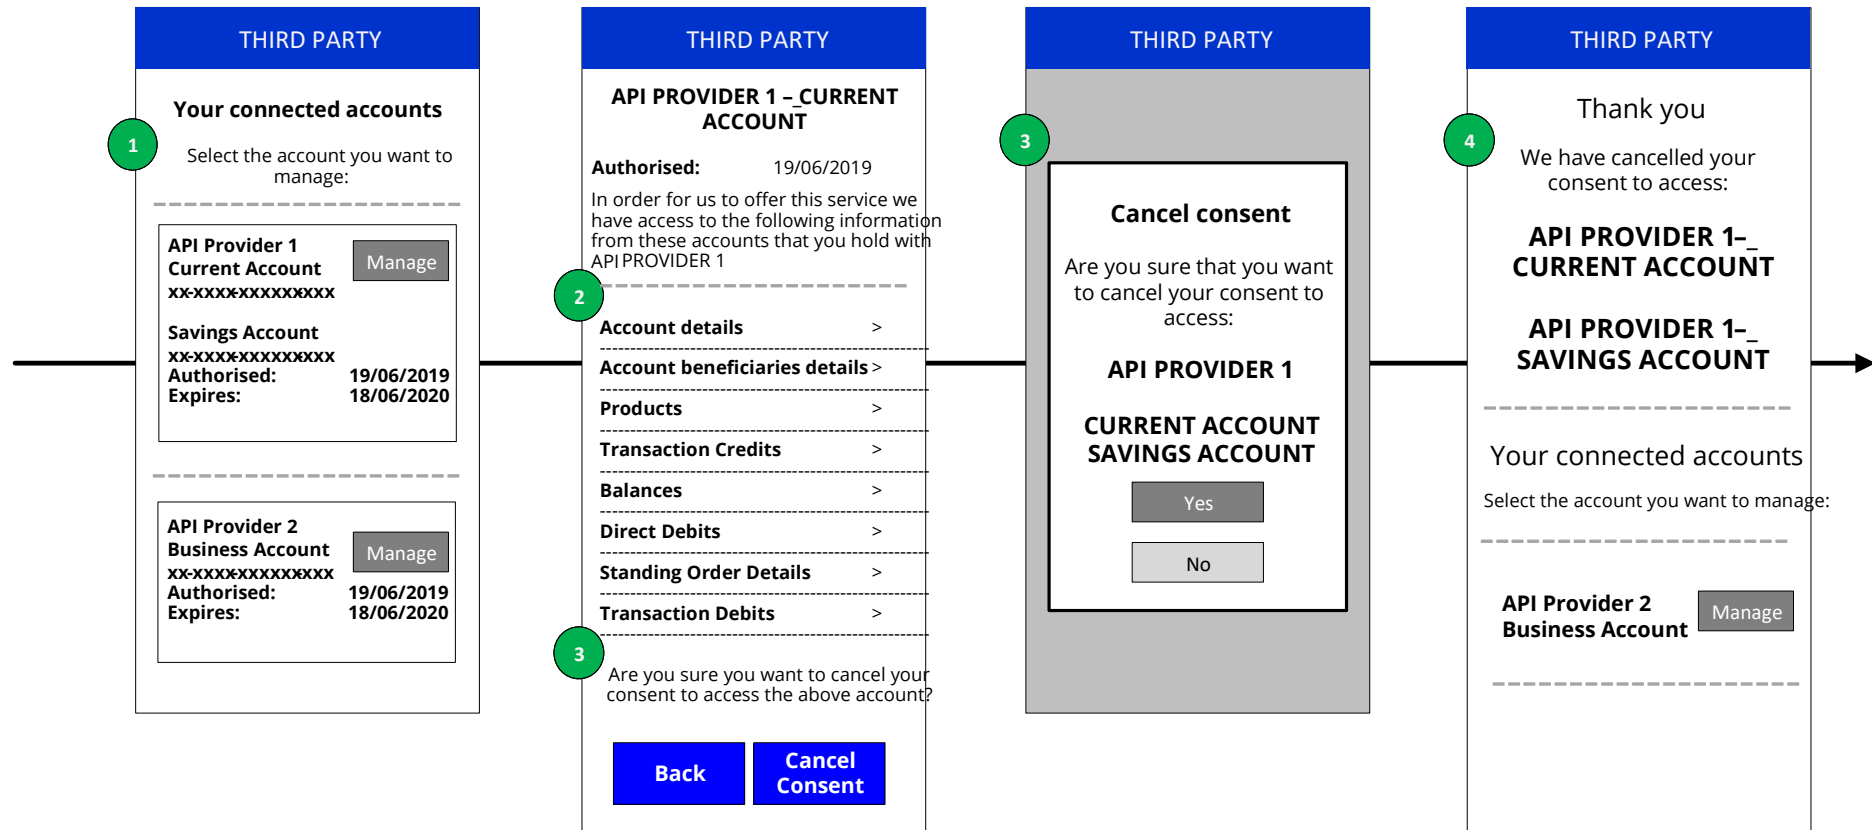 THIRD PARTY
Your connected accounts
1
Select the account you want to
manage:
API Provider 1
Current Account
Manage
xx-xxxx-xxxxxxx-xxx
Savings Account
xx-xxxx-xxxxxxx-xxx
Authorised: 19/06/2019
Expires: 18/06/2020
API Provider 2
Business Account
Manage
xx-xxxx-xxxxxxx-xxx
Authorised: 19/06/2019
Expires: 18/06/2020
THIRD PARTY
API PROVIDER 1 –_CURRENT
ACCOUNT
Authorised: 19/06/2019
In order for us to offer this service we
have access to the following information
from these accounts that you hold with
API PROVIDER 1
2
Account details >
Account beneficiaries details >
Products >
Transaction Credits >
Balances >
Direct Debits >
Standing Order Details >
Transaction Debits >
3
Are you sure you want to cancel your
consent to access the above account?
Back
Cancel
Consent
THIRD PARTY
3
Cancel consent
Are you sure that you want
to cancel your consent to
access:
API PROVIDER 1
CURRENT ACCOUNT
SAVINGS ACCOUNT
Yes
No
THIRD PARTY
Thank you
4
We have cancelled your
consent to access:
API PROVIDER 1–_
CURRENT ACCOUNT
API PROVIDER 1–_
SAVINGS ACCOUNT
Your connected accounts
Select the account you want to manage:
API Provider 2
Business Account
Manage